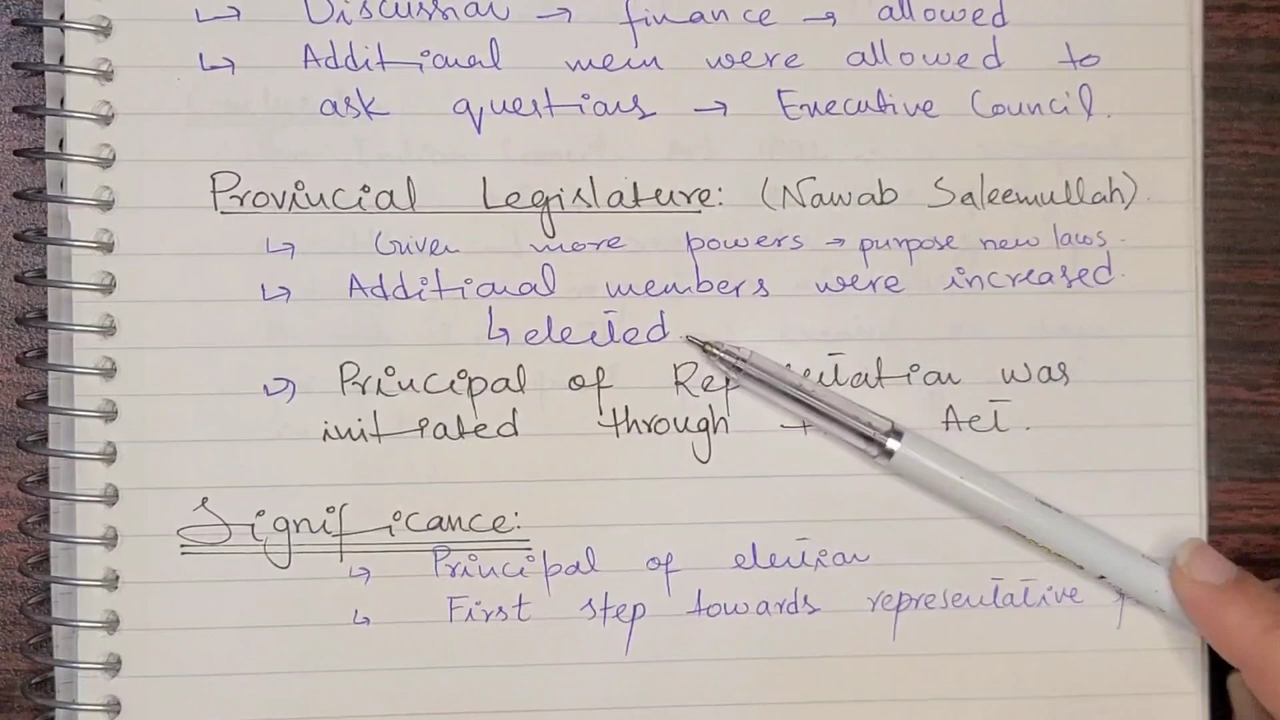 ↳ Discussion → finance → allowed
↳ Additional mem were allowed to
ask questions → Executive Council.
Provincial Legislature: (Nawab Saleemullah).
↳ Given more powers → purpose new laws.
↳ Additional members were increased.
↳ elected
↳ Principal of was
initiated through Act.
Significance:
↳ Principal of election
↳ First step towards representative